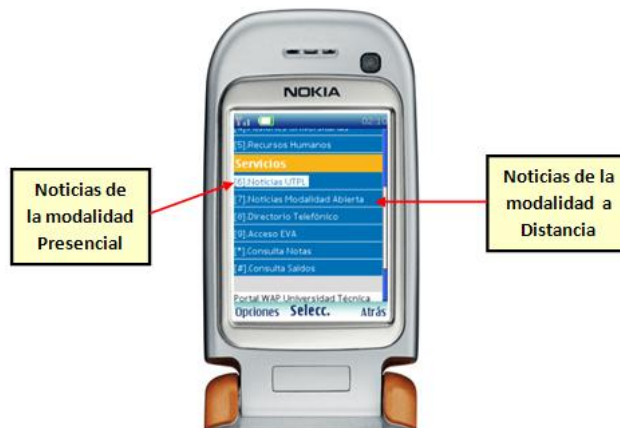 NOKIA
02:10
[5].Recursos Humanos
Servicios
[6].Noticias UTPL
[7].Noticias Modalidad Abierta
[8].Directorio Telefónico
[9].Acceso EVA
[*].Consulta Notas
[#].Consulta Saldos
Portal WAP Universidad Técnica
Opciones Selecc. Atrás
Noticias de
la modalidad
Presencial
Noticias de la
modalidad a
Distancia